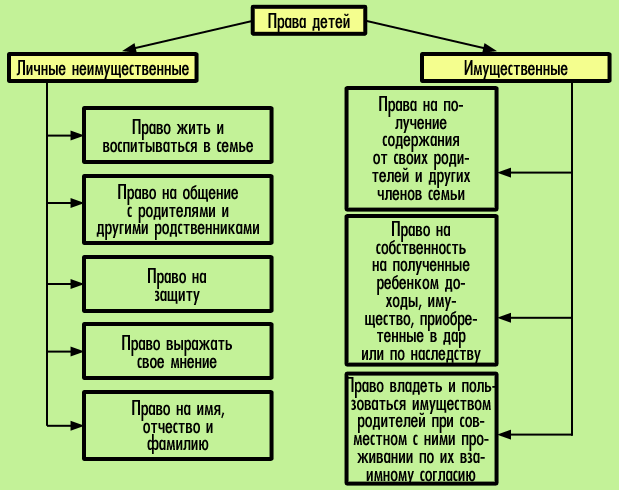 Права детей
Личные неимущественные
Право жить и
воспитываться в семье
Право на общение
с родителями и
другими родственниками
Право на
защиту
Право выражать
свое мнение
Право на имя,
отчество и
фамилию
Имущественные
Права на по-
лучение
содержания
от своих роди-
телей и других
членов семьи
Право на
собственность
на полученные
ребенком до-
ходы, иму-
щество, приобре-
тенные в дар
или по наследству
Право владеть и поль-
зоваться имуществом
родителей при сов-
местном с ними про-
живании по их вза-
имному согласию